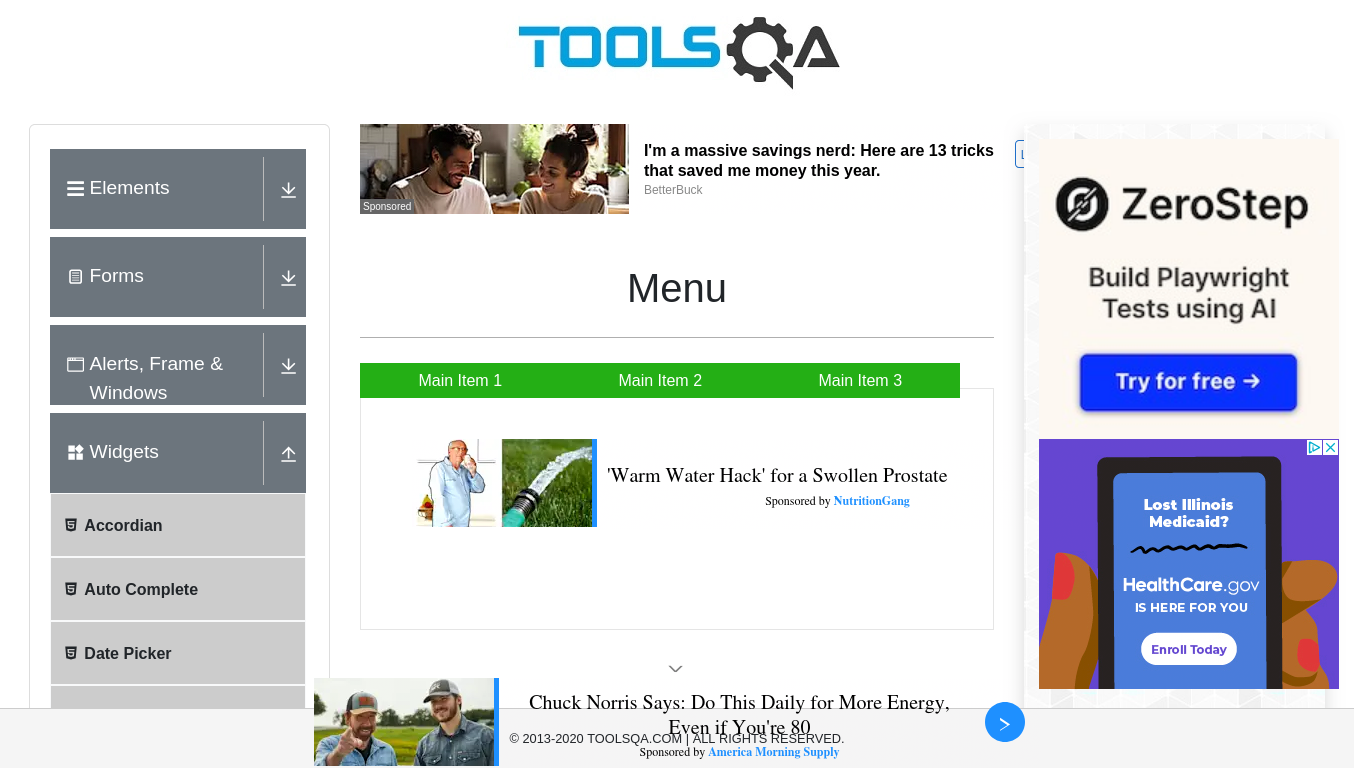 TOOLSQA
Elements
Forms
Alerts, Frame &
Windows
Widgets
Accordian
Auto Complete
Date Picker
Sponsored
I'm a massive savings nerd: Here are 13 tricks
that saved me money this year.
BetterBuck
Menu
Main Item 1
Main Item 2
Main Item 3
'Warm Water Hack' for a Swollen Prostate
Sponsored by NutritionGang
Chuck Norris Says: Do This Daily for More Energy,
Even if You're 80
© 2013-2020 TOOLSQA.COM | ALL RIGHTS RESERVED.
Sponsored by America Morning Supply
ZeroStep
Build Playwright
Tests using AI
Try for free →
Lost Illinois
Medicaid?
HealthCare.gov
IS HERE FOR YOU
Enroll Today